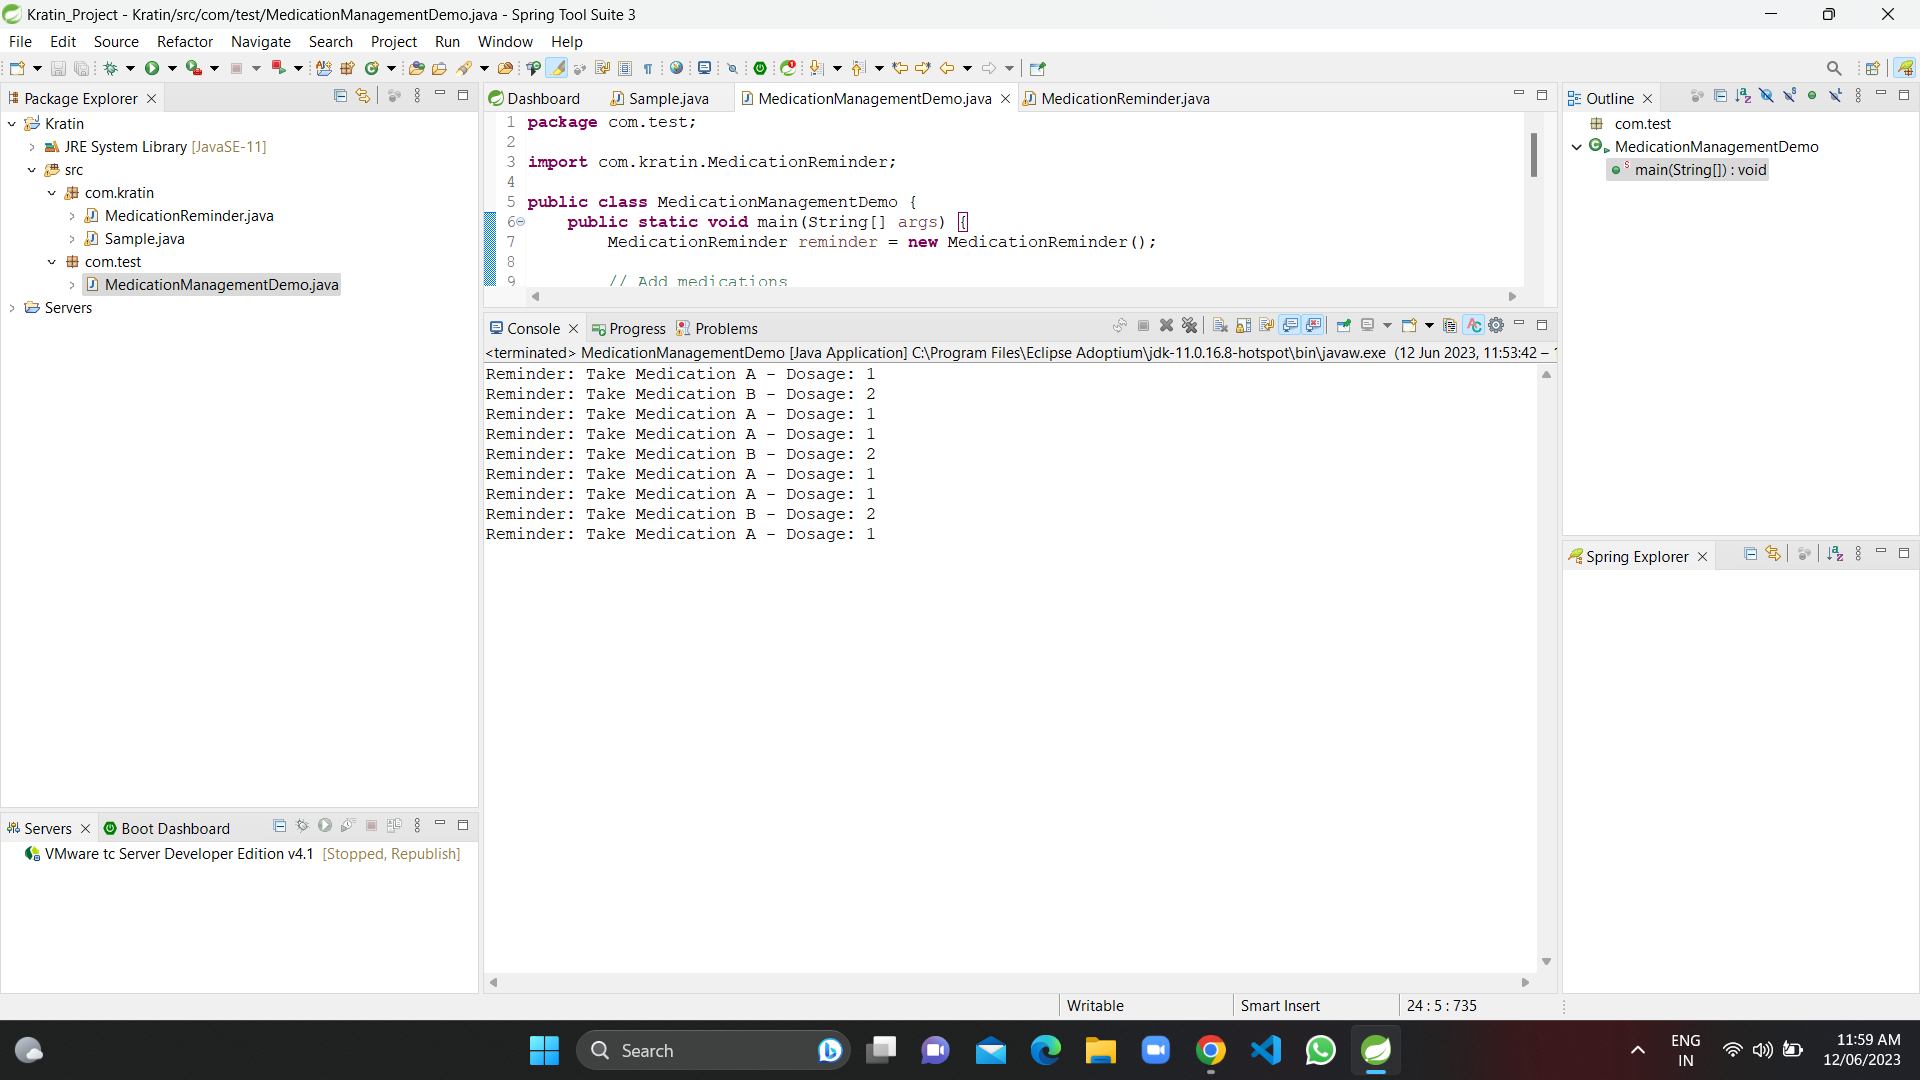 Kratin_Project - Kratin/src/com/test/MedicationManagementDemo.java - Spring Tool Suite 3
File Edit Source Refactor Navigate Search Project Run Window Help
Package Explorer
Kratin
JRE System Library [JavaSE-11]
src
com.kratin
MedicationReminder.java
Sample.java
com.test
MedicationManagementDemo.java
Servers
Dashboard Sample.java MedicationManagementDemo.java MedicationReminder.java
1 package com.test;
2
3 import com.kratin.MedicationReminder;
4
5 public class MedicationManagementDemo {
6 public static void main(String[] args) {
7 MedicationReminder reminder = new MedicationReminder();
8
9 // Add medications
Outline
com.test
MedicationManagementDemo
main(String[]) : void
Console Progress Problems
<terminated> MedicationManagementDemo [Java Application] C:\Program Files\Eclipse Adoptium\jdk-11.0.16.8-hotspot\bin\javaw.exe (12 Jun 2023, 11:53:42 –
Reminder: Take Medication A - Dosage: 1
Reminder: Take Medication B - Dosage: 2
Reminder: Take Medication A - Dosage: 1
Reminder: Take Medication A - Dosage: 1
Reminder: Take Medication B - Dosage: 2
Reminder: Take Medication A - Dosage: 1
Reminder: Take Medication A - Dosage: 1
Reminder: Take Medication B - Dosage: 2
Reminder: Take Medication A - Dosage: 1
Spring Explorer
Servers Boot Dashboard
VMware tc Server Developer Edition v4.1 [Stopped, Republish]
Writable Smart Insert 24 : 5 : 735
Search
ENG
IN
11:59 AM
12/06/2023